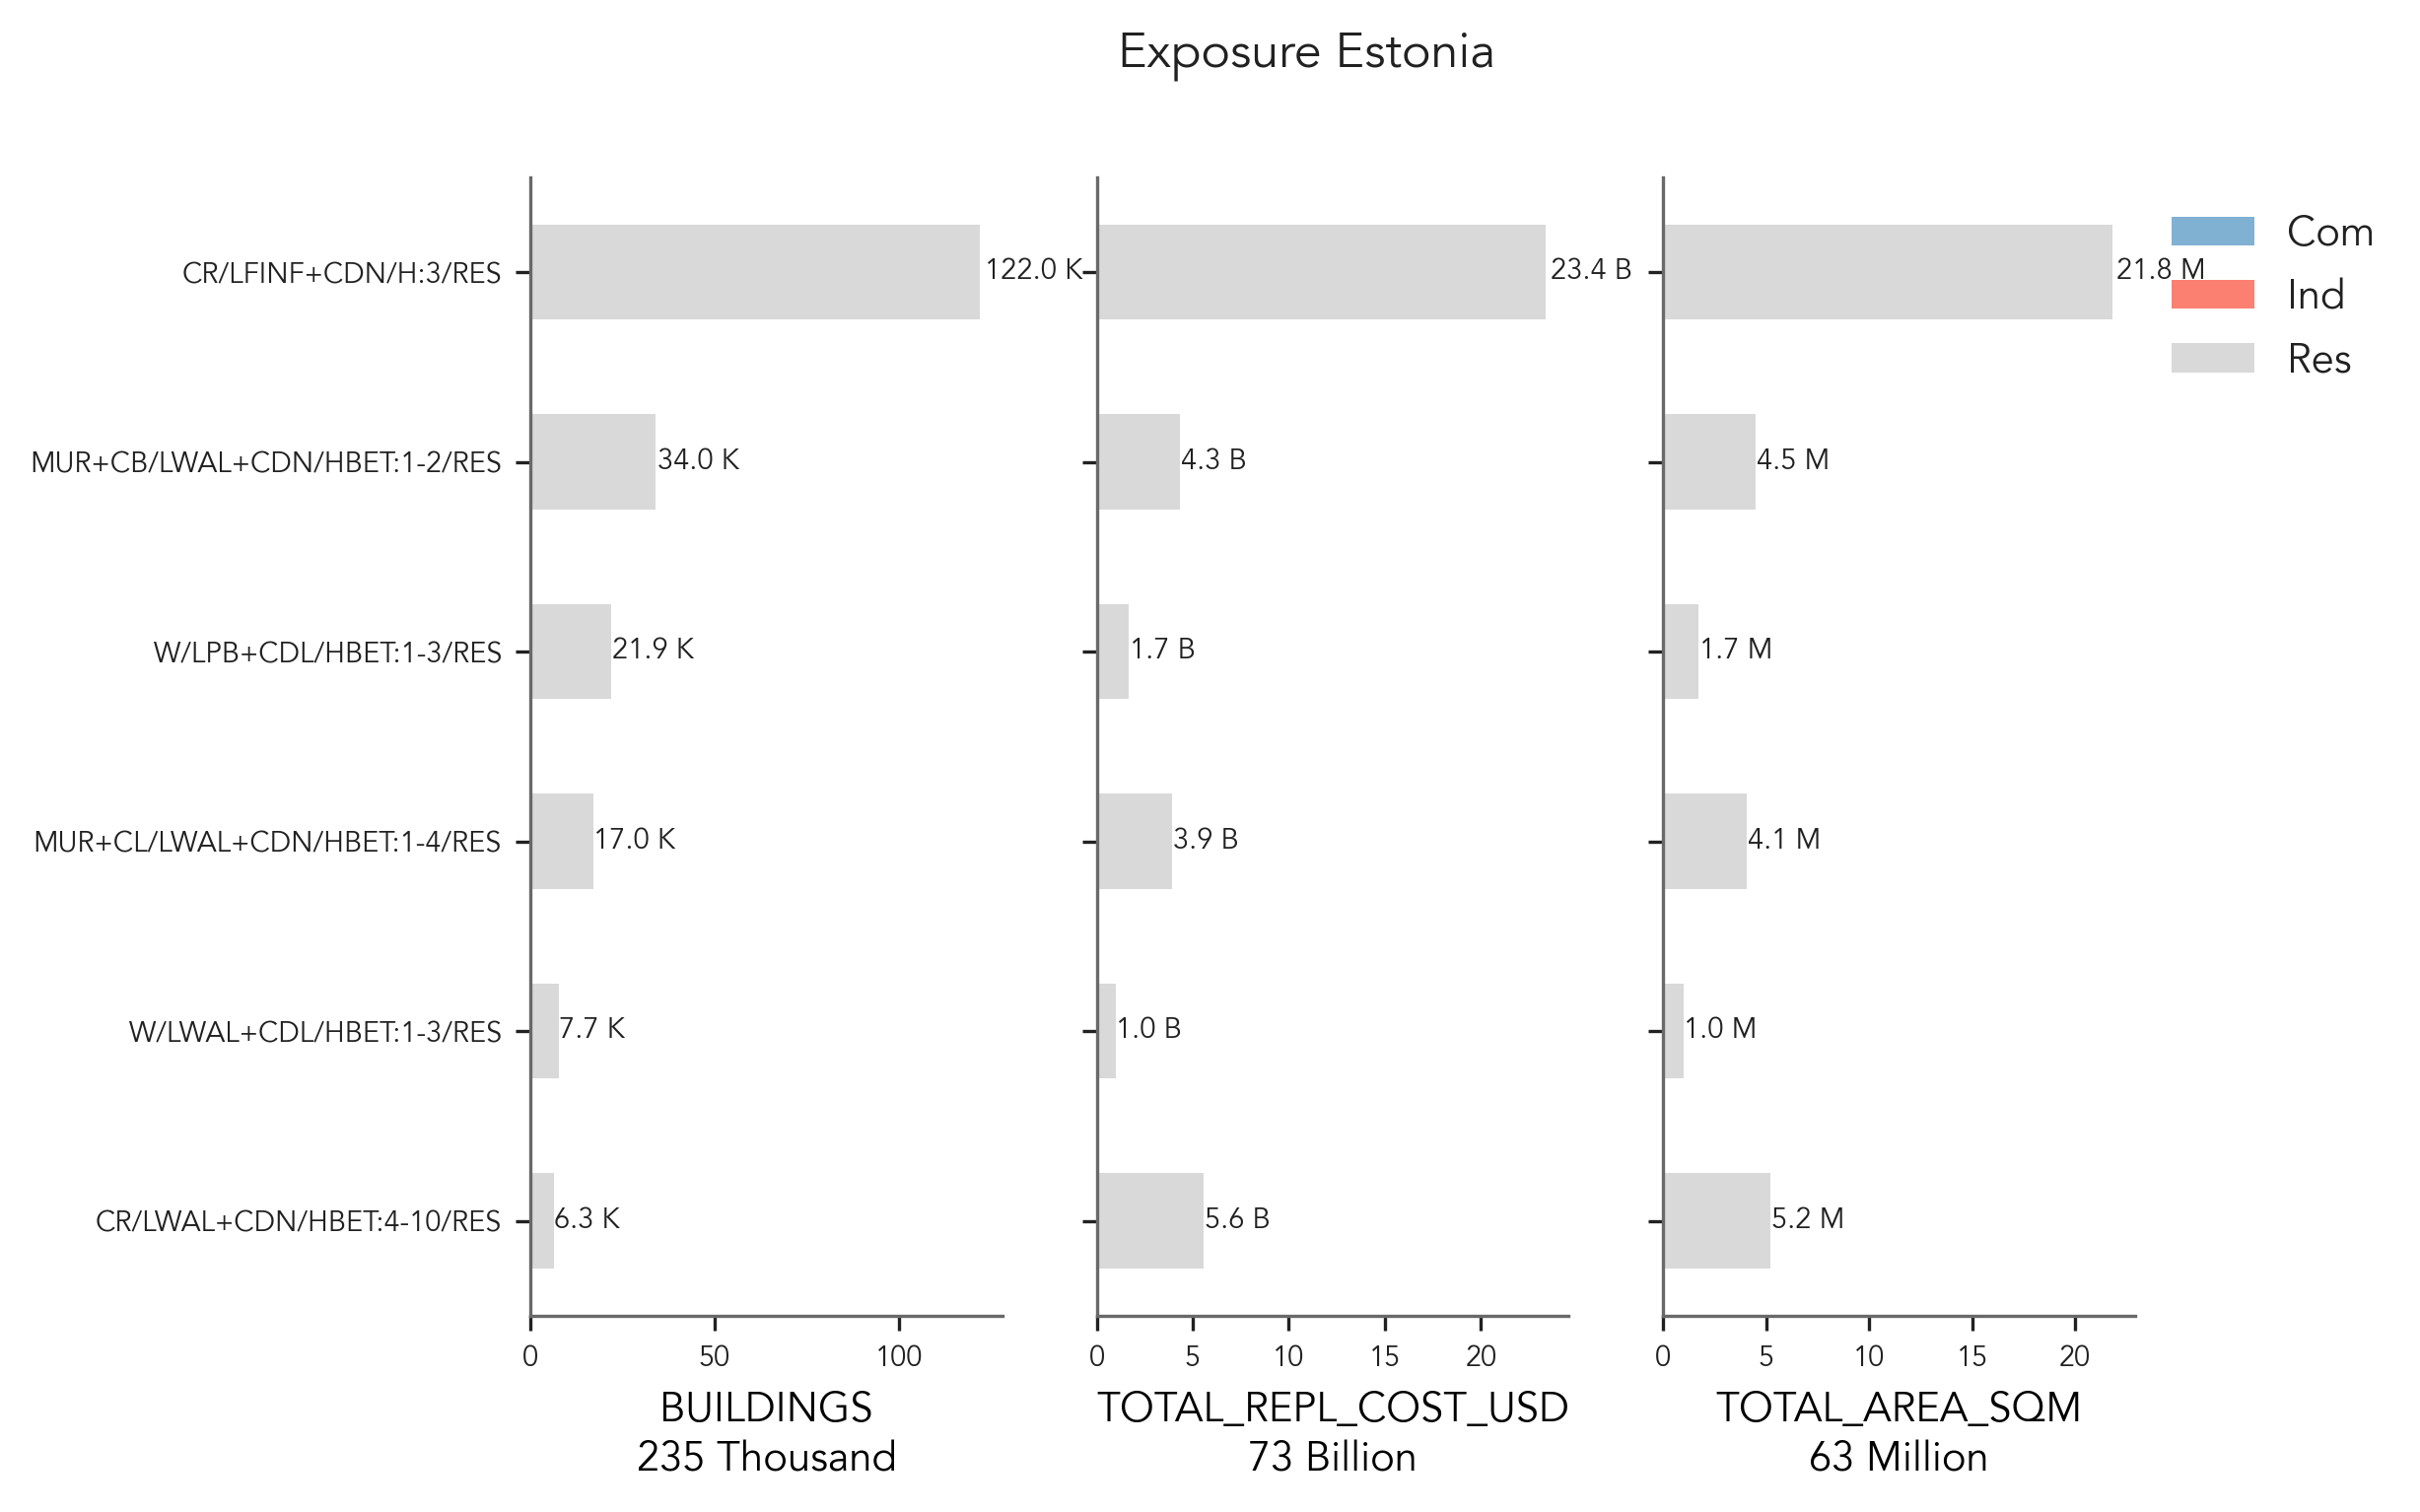 Exposure Estonia
CR/LFINF+CDN/H:3/RES
122.0 K
23.4 B
21.8 M
Com
Ind
Res
MUR+CB/LWAL+CDN/HBET:1-2/RES
34.0 K
4.3 B
4.5 M
W/LPB+CDL/HBET:1-3/RES
21.9 K
1.7 B
1.7 M
MUR+CL/LWAL+CDN/HBET:1-4/RES
17.0 K
3.9 B
4.1 M
W/LWAL+CDL/HBET:1-3/RES
7.7 K
1.0 B
1.0 M
CR/LWAL+CDN/HBET:4-10/RES
6.3 K
5.6 B
5.2 M
0 50 100
0 5 10 15 20
0 5 10 15 20
BUILDINGS
235 Thousand
TOTAL_REPL_COST_USD
73 Billion
TOTAL_AREA_SQM
63 Million